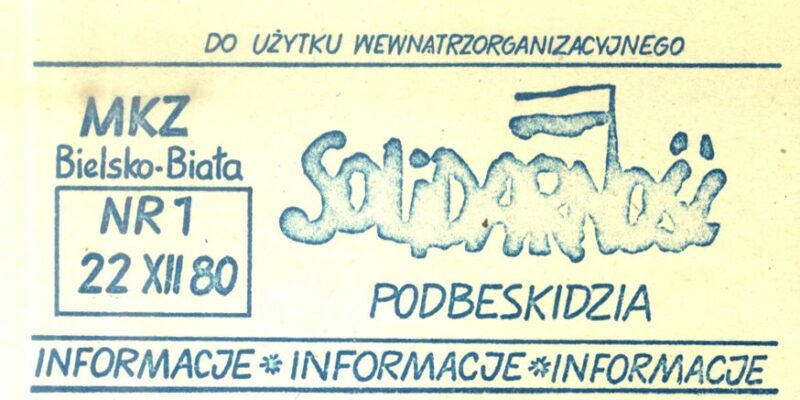 DO UŻYTKU WEWNATRZORGANIZACYJNEGO
MKZ
Bielsko-Biała
NR 1
22 XII 80
SOLiDARNOŚĆ
PODBESKIDZIA
INFORMACJE * INFORMACJE * INFORMACJE